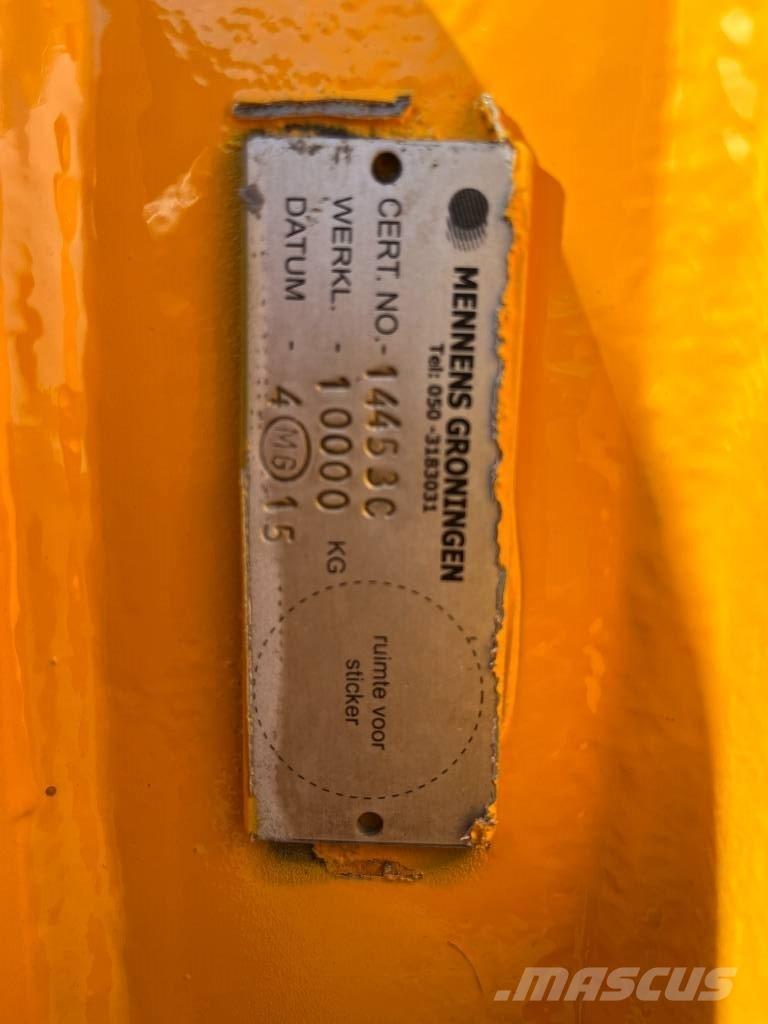 MENNENS GRONINGEN
Tel: 050 -3183031
CERT. NO.- 14453C
WERKL. - 10000 KG
DATUM - 4 MG 15
ruimte voor
sticker
MASCUS